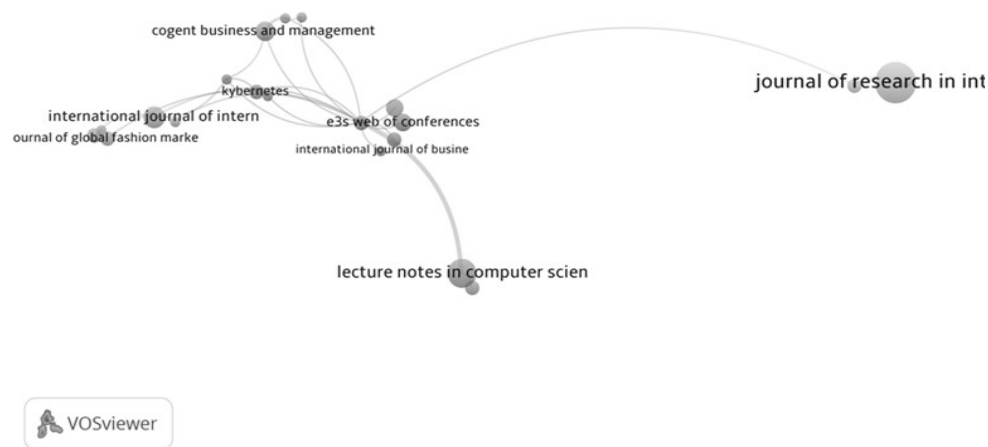 cogent business and management
journal of research in int
kybernetes
international journal of intern
e3s web of conferences
ournal of global fashion marke
international journal of busine
lecture notes in computer scien
VOSviewer